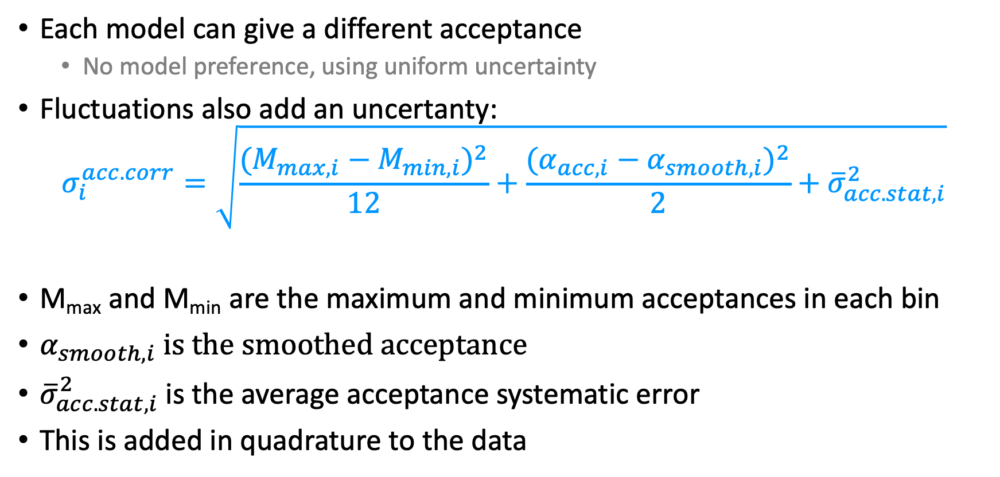 • Each model can give a different acceptance
• No model preference, using uniform uncertainty
• Fluctuations also add an uncertanty:
$\sigma_i^{acc.corr} = \sqrt{\frac{(M_{max,i} - M_{min,i})^2}{12} + \frac{(\alpha_{acc,i} - \alpha_{smooth,i})^2}{2} + \bar{\sigma}^2_{acc.stat,i}}$
• M_{max} and M_{min} are the maximum and minimum acceptances in each bin
• $\alpha_{smooth,i}$ is the smoothed acceptance
• $\bar{\sigma}^2_{acc.stat,i}$ is the average acceptance systematic error
• This is added in quadrature to the data